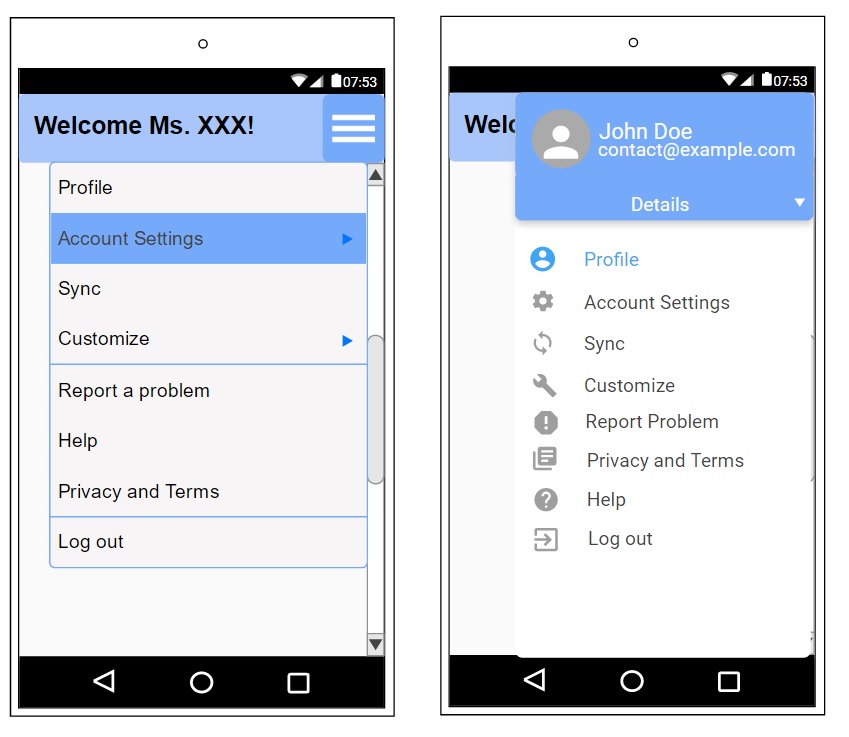 07:53
Welcome Ms. XXX!
Profile
Account Settings
Sync
Customize
Report a problem
Help
Privacy and Terms
Log out
07:53
Welc
John Doe
contact@example.com
Details
Profile
Account Settings
Sync
Customize
Report Problem
Privacy and Terms
Help
Log out